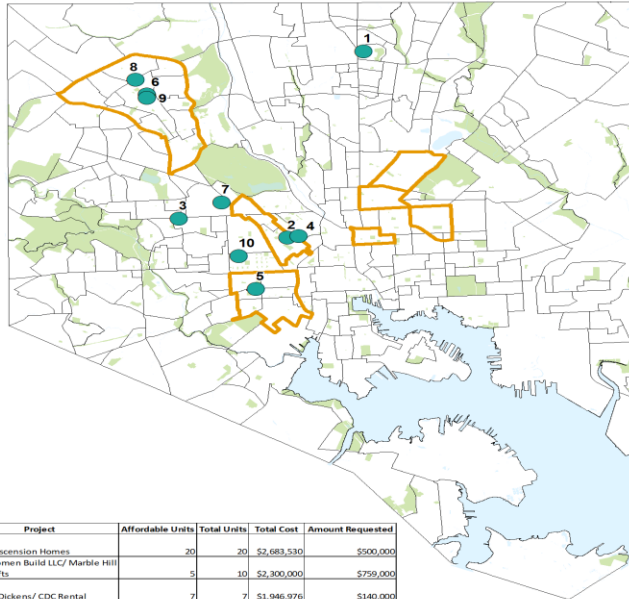 1
8
6
9
7
3
2 4
10
5
Project Affordable Units Total Units Total Cost Amount Requested
scension Homes 20 20 $2,683,530 $500,000
men Build LLC/ Marble Hill
fts 5 10 $2,300,000 $759,000
Dickens/ CDC Rental 7 7 $1,946,976 $140,000